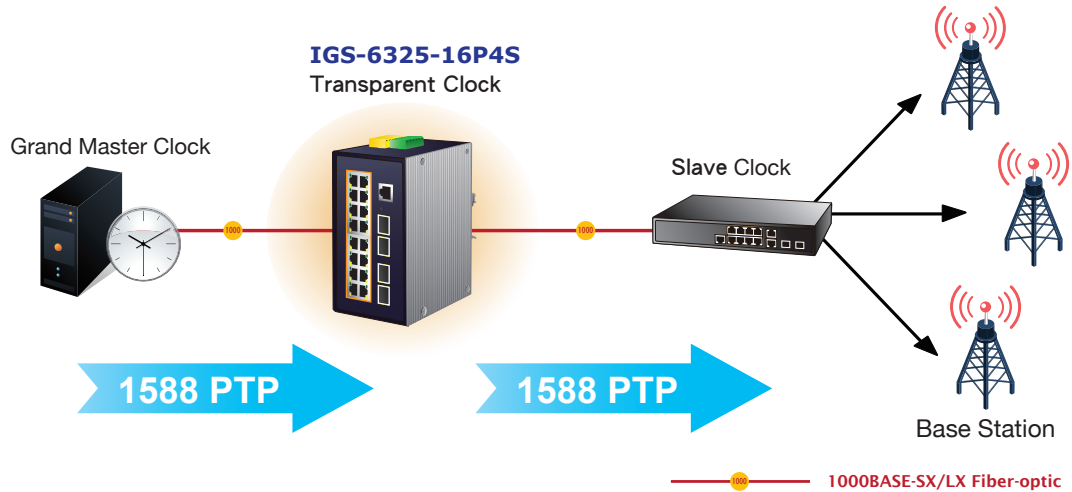 IGS-6325-16P4S
Transparent Clock
Grand Master Clock
Slave Clock
1000
1000
1588 PTP
1588 PTP
Base Station
1000
1000BASE-SX/LX Fiber-optic